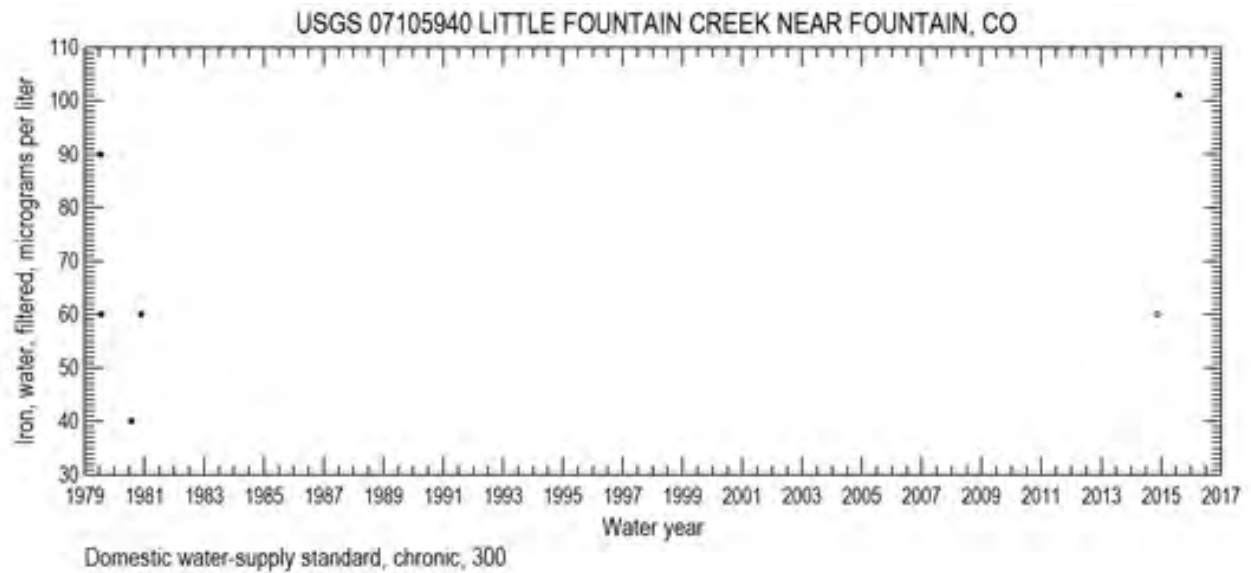 USGS 07105940 LITTLE FOUNTAIN CREEK NEAR FOUNTAIN, CO
Iron, water, filtered, micrograms per liter
110
100
90
80
70
60
50
40
30
1979 1981 1983 1985 1987 1989 1991 1993 1995 1997 1999 2001 2003 2005 2007 2009 2011 2013 2015 2017
Water year
Domestic water-supply standard, chronic, 300